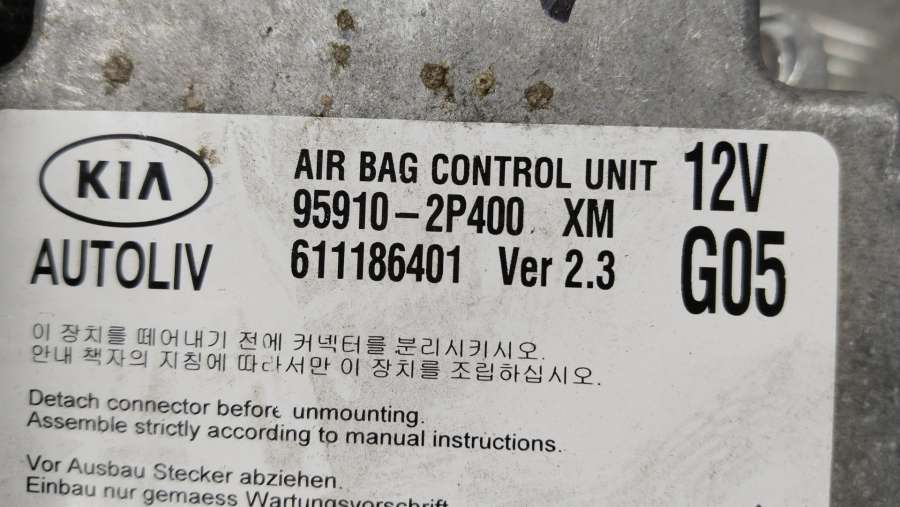 KIA
AUTOLIV
AIR BAG CONTROL UNIT
95910-2P400 XM
611186401 Ver 2.3
12V
G05
이 장치를 떼어내기 전에 커넥터를 분리시키시오.
안내 책자의 지침에 따라서만 이 장치를 조립하십시오.
Detach connector before unmounting.
Assemble strictly according to manual instructions.
Vor Ausbau Stecker abziehen.
Einbau nur gemaess Wartungsvorschrift